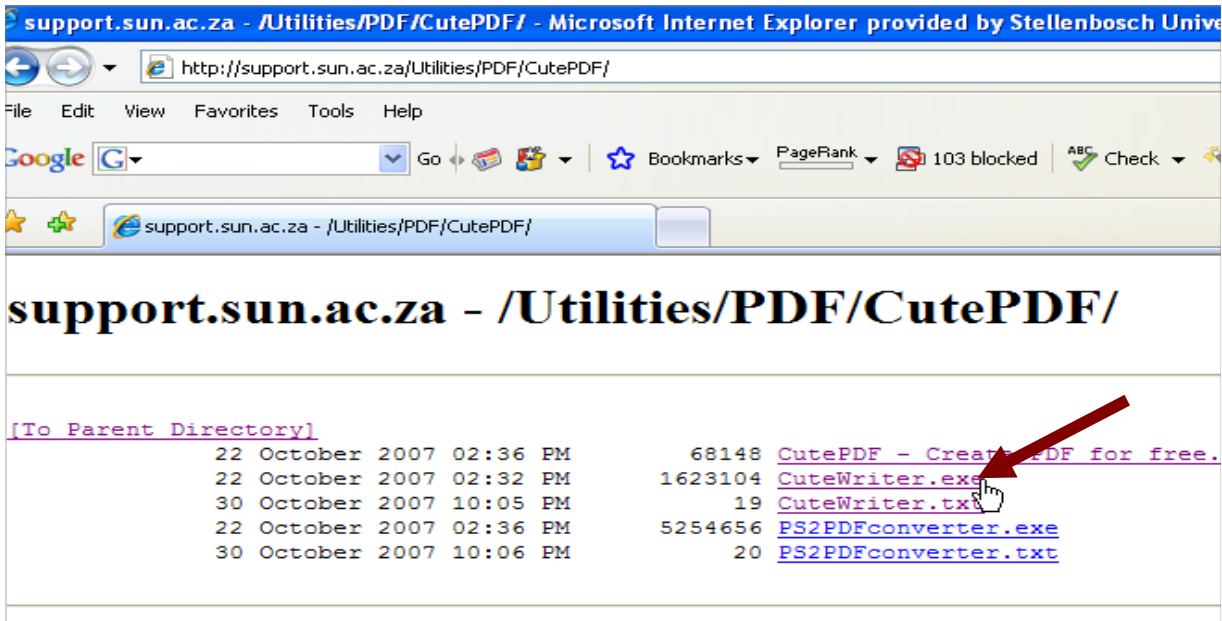 support.sun.ac.za - /Utilities/PDF/CutePDF/ - Microsoft Internet Explorer provided by Stellenbosch Unive
http://support.sun.ac.za/Utilities/PDF/CutePDF/
File Edit View Favorites Tools Help
Google G Go Bookmarks PageRank 103 blocked ABC Check
support.sun.ac.za - /Utilities/PDF/CutePDF/
support.sun.ac.za - /Utilities/PDF/CutePDF/
[To Parent Directory]
22 October 2007 02:36 PM 68148 CutePDF - Create PDF for free.
22 October 2007 02:32 PM 1623104 CuteWriter.exe
30 October 2007 10:05 PM 19 CuteWriter.txt
22 October 2007 02:36 PM 5254656 PS2PDFconverter.exe
30 October 2007 10:06 PM 20 PS2PDFconverter.txt